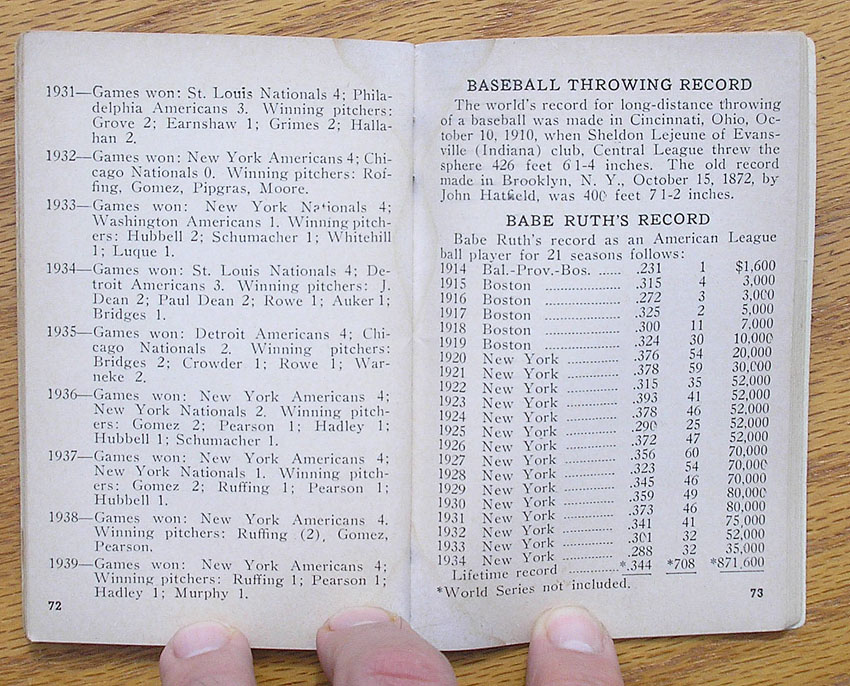 1931—Games won: St. Louis Nationals 4; Phila-
delphia Americans 3. Winning pitchers:
Grove 2; Earnshaw 1; Grimes 2; Halla-
han 2.
1932—Games won: New York Americans 4; Chi-
cago Nationals 0. Winning pitchers: Rof-
fing, Gomez, Pipgras, Moore.
1933—Games won: New York Nationals 4;
Washington Americans 1. Winning pitch-
ers: Hubbell 2; Schumacher 1; Whitehill
1; Luque 1.
1934—Games won: St. Louis Nationals 4; De-
troit Americans 3. Winning pitchers: J.
Dean 2; Paul Dean 2; Rowe 1; Auker 1;
Bridges 1.
1935—Games won: Detroit Americans 4; Chi-
cago Nationals 2. Winning pitchers:
Bridges 2; Crowder 1; Rowe 1; War-
neke 2.
1936—Games won: New York Americans 4;
New York Nationals 2. Winning pitch-
ers: Gomez 2; Pearson 1; Hadley 1;
Hubbell 1; Schumacher 1.
1937—Games won: New York Americans 4;
New York Nationals 1. Winning pitch-
ers: Gomez 2; Ruffing 1; Pearson 1;
Hubbell 1.
1938—Games won: New York Americans 4.
Winning pitchers: Ruffing (2), Gomez,
Pearson.
1939—Games won: New York Americans 4;
Winning pitchers: Ruffing 1; Pearson 1;
Hadley 1; Murphy 1.
72
BASEBALL THROWING RECORD
The world's record for long-distance throwing
of a baseball was made in Cincinnati, Ohio, Oc-
tober 10, 1910, when Sheldon Lejeune of Evans-
ville (Indiana) club, Central League threw the
sphere 426 feet 6 1-4 inches. The old record
made in Brooklyn, N. Y., October 15, 1872, by
John Hatfield, was 400 feet 7 1-2 inches.
BABE RUTH'S RECORD
Babe Ruth's record as an American League
ball player for 21 seasons follows:
1914 Bal.-Prov.-Bos. ...... .231 1 $1,600
1915 Boston .................. .315 4 3,000
1916 Boston .................. .272 3 3,000
1917 Boston .................. .325 2 5,000
1918 Boston .................. .300 11 7,000
1919 Boston .................. .324 30 10,000
1920 New York .............. .376 54 20,000
1921 New York .............. .378 59 30,000
1922 New York .............. .315 35 52,000
1923 New York .............. .393 41 52,000
1924 New York .............. .378 46 52,000
1925 New York .............. .290 25 52,000
1926 New York .............. .372 47 52,000
1927 New York .............. .356 60 70,000
1928 New York .............. .323 54 70,000
1929 New York .............. .345 46 70,000
1930 New York .............. .359 49 80,000
1931 New York .............. .373 46 80,000
1932 New York .............. .341 41 75,000
1933 New York .............. .301 32 52,000
1934 New York .............. .288 32 35,000
Lifetime record ............*.344 *708 *871,600
*World Series not included.
73